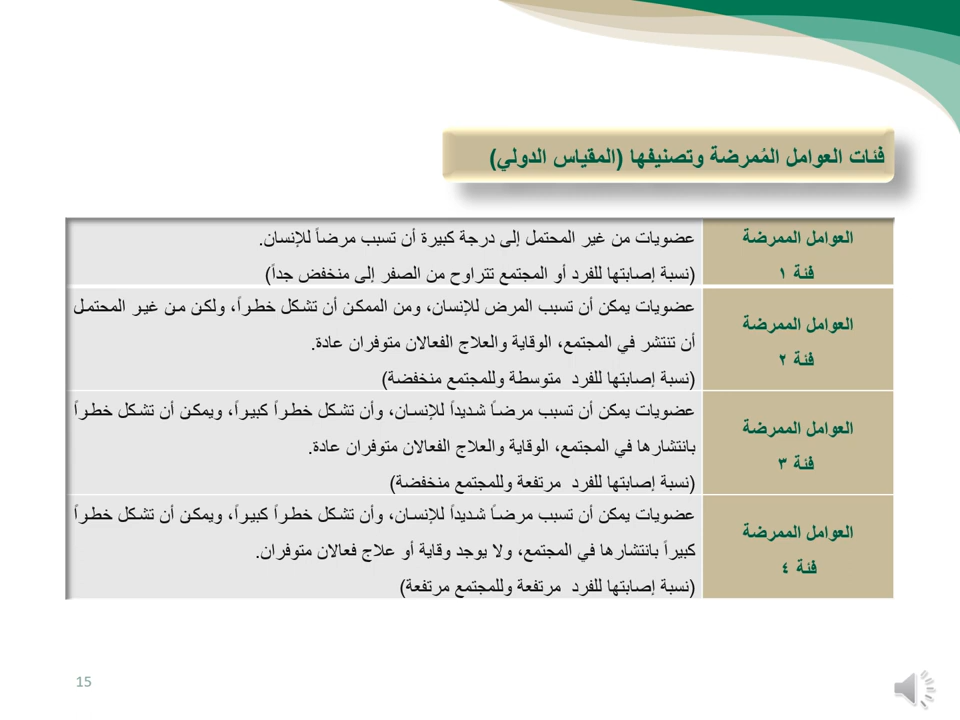 فئات العوامل المُمرضة وتصنيفها (المقياس الدولي)
العوامل الممرضة
فئة ١
عضويات من غير المحتمل إلى درجة كبيرة أن تسبب مرضاً للإنسان.
(نسبة إصابتها للفرد أو المجتمع تتراوح من الصفر إلى منخفض جداً)
العوامل الممرضة
فئة ٢
عضويات يمكن أن تسبب المرض للإنسان، ومن الممكن أن تشكل خطراً، ولكن من غير المحتمل
أن تنتشر في المجتمع، الوقاية والعلاج الفعالان متوفران عادة.
(نسبة إصابتها للفرد متوسطة وللمجتمع منخفضة)
العوامل الممرضة
فئة ٣
عضويات يمكن أن تسبب مرضاً شديداً للإنسان، وأن تشكل خطراً كبيراً، ويمكن أن تشكل خطراً
بانتشارها في المجتمع، الوقاية والعلاج الفعالان متوفران عادة.
(نسبة إصابتها للفرد مرتفعة وللمجتمع منخفضة)
العوامل الممرضة
فئة ٤
عضويات يمكن أن تسبب مرضاً شديداً للإنسان، وأن تشكل خطراً كبيراً، ويمكن أن تشكل خطراً
كبيراً بانتشارها في المجتمع، ولا يوجد وقاية أو علاج فعالان متوفران.
(نسبة إصابتها للفرد مرتفعة وللمجتمع مرتفعة)
15